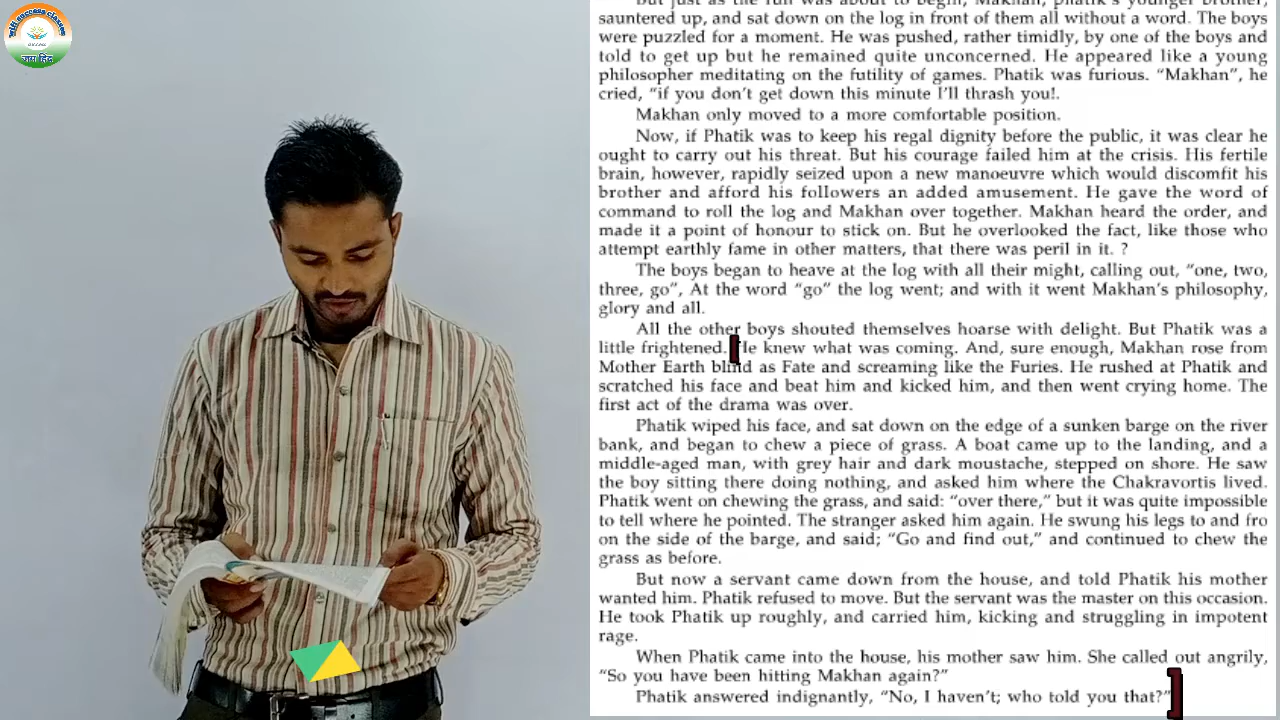 success
जय हिंद
But just as the fun was about to begin, Makhan, phatik's younger brother,
sauntered up, and sat down on the log in front of them all without a word. The boys
were puzzled for a moment. He was pushed, rather timidly, by one of the boys and
told to get up but he remained quite unconcerned. He appeared like a young
philosopher meditating on the futility of games. Phatik was furious. “Makhan”, he
cried, “if you don’t get down this minute I’ll thrash you!.
Makhan only moved to a more comfortable position.
Now, if Phatik was to keep his regal dignity before the public, it was clear he
ought to carry out his threat. But his courage failed him at the crisis. His fertile
brain, however, rapidly seized upon a new manoeuvre which would discomfit his
brother and afford his followers an added amusement. He gave the word of
command to roll the log and Makhan over together. Makhan heard the order, and
made it a point of honour to stick on. But he overlooked the fact, like those who
attempt earthly fame in other matters, that there was peril in it. ?
The boys began to heave at the log with all their might, calling out, “one, two,
three, go”, At the word “go” the log went; and with it went Makhan’s philosophy,
glory and all.
All the other boys shouted themselves hoarse with delight. But Phatik was a
little frightened. He knew what was coming. And, sure enough, Makhan rose from
Mother Earth blind as Fate and screaming like the Furies. He rushed at Phatik and
scratched his face and beat him and kicked him, and then went crying home. The
first act of the drama was over.
Phatik wiped his face, and sat down on the edge of a sunken barge on the river
bank, and began to chew a piece of grass. A boat came up to the landing, and a
middle-aged man, with grey hair and dark moustache, stepped on shore. He saw
the boy sitting there doing nothing, and asked him where the Chakravortis lived.
Phatik went on chewing the grass, and said: “over there,” but it was quite impossible
to tell where he pointed. The stranger asked him again. He swung his legs to and fro
on the side of the barge, and said; “Go and find out,” and continued to chew the
grass as before.
But now a servant came down from the house, and told Phatik his mother
wanted him. Phatik refused to move. But the servant was the master on this occasion.
He took Phatik up roughly, and carried him, kicking and struggling in impotent
rage.
When Phatik came into the house, his mother saw him. She called out angrily,
“So you have been hitting Makhan again?”
Phatik answered indignantly, “No, I haven’t; who told you that?”]